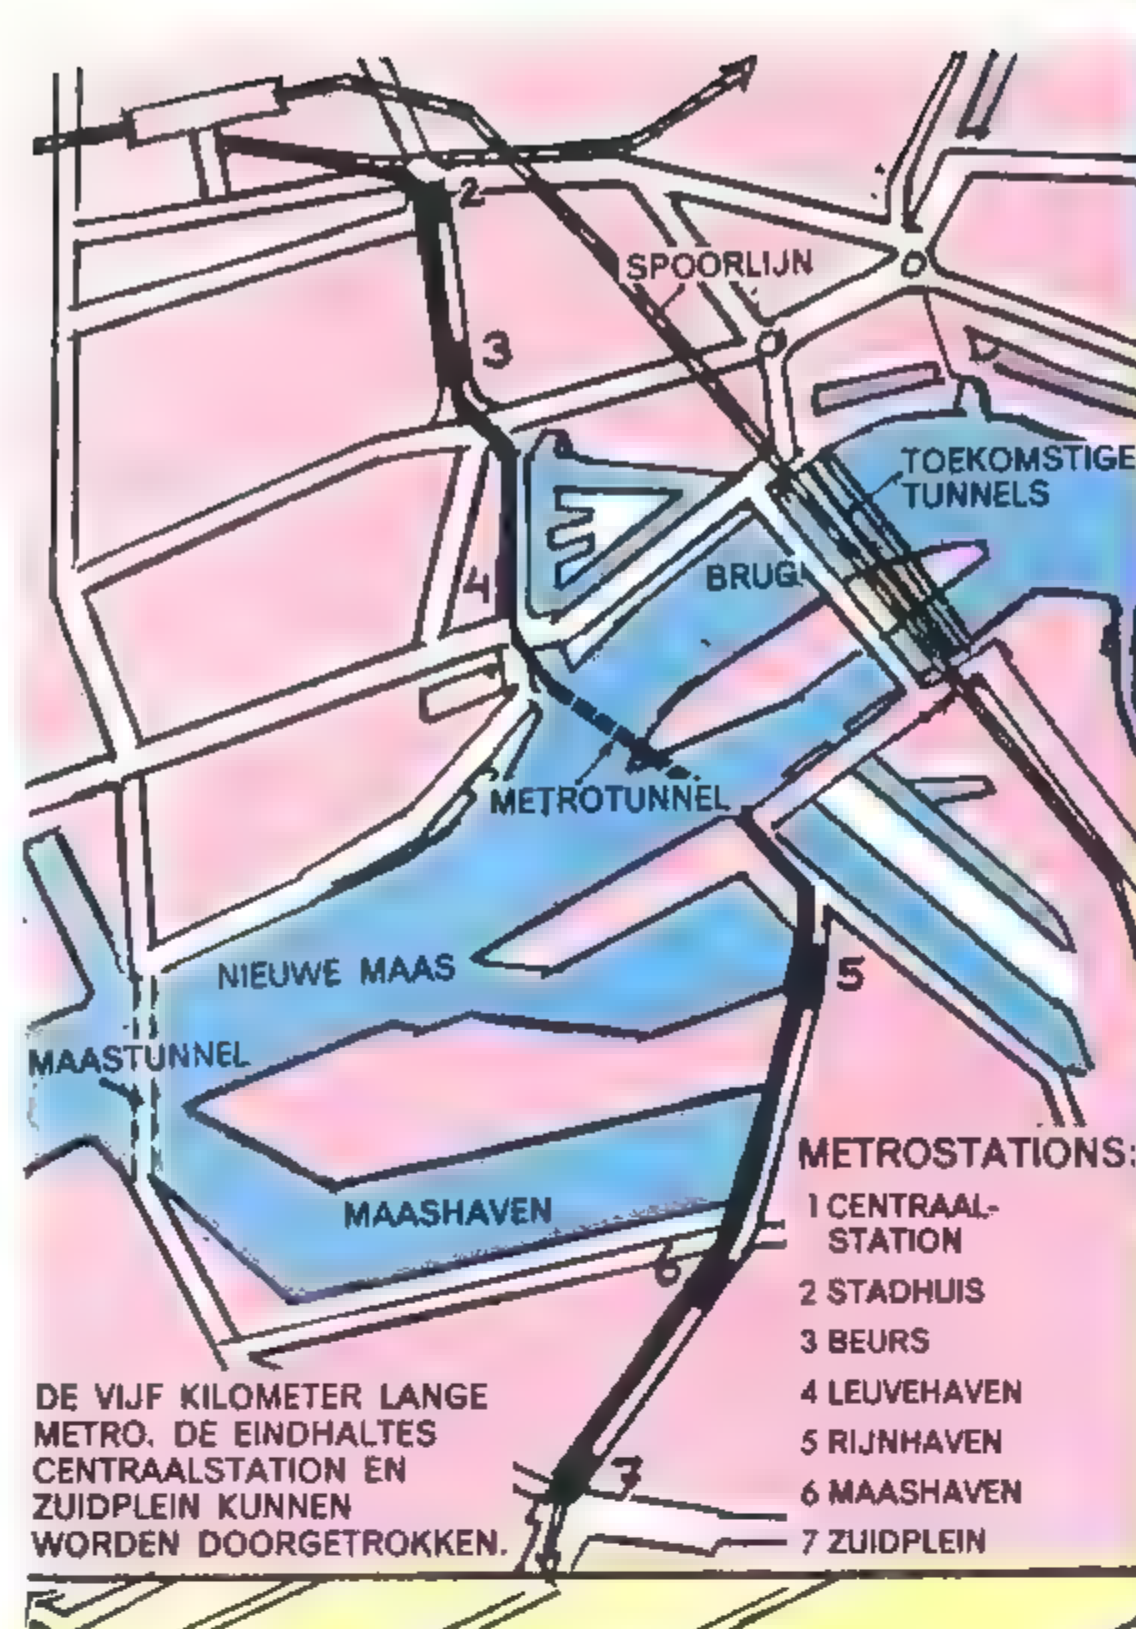 2
SPOORLIJN
3
TOEKOMSTIGE
TUNNELS
4
BRUG
METROTUNNEL
NIEUWE MAAS
5
MAASTUNNEL
METROSTATIONS:
1 CENTRAAL-
STATION
MAASHAVEN
6
2 STADHUIS
3 BEURS
4 LEUVEHAVEN
5 RIJNHAVEN
6 MAASHAVEN
7 ZUIDPLEIN
7
DE VIJF KILOMETER LANGE
METRO. DE EINDHALTES
CENTRAALSTATION EN
ZUIDPLEIN KUNNEN
WORDEN DOORGETROKKEN.